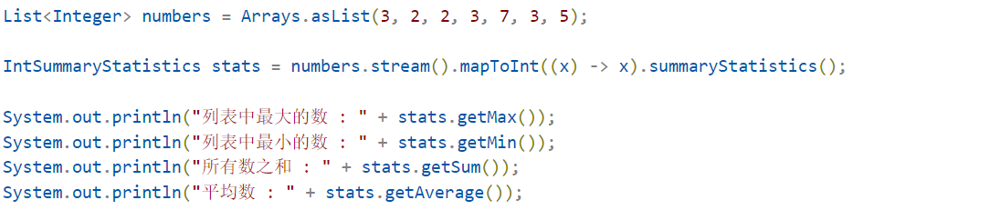 List<Integer> numbers = Arrays.asList(3, 2, 2, 3, 7, 3, 5);
IntSummaryStatistics stats = numbers.stream().mapToInt((x) -> x).summaryStatistics();
System.out.println("列表中最大的数 : " + stats.getMax());
System.out.println("列表中最小的数 : " + stats.getMin());
System.out.println("所有数之和 : " + stats.getSum());
System.out.println("平均数 : " + stats.getAverage());